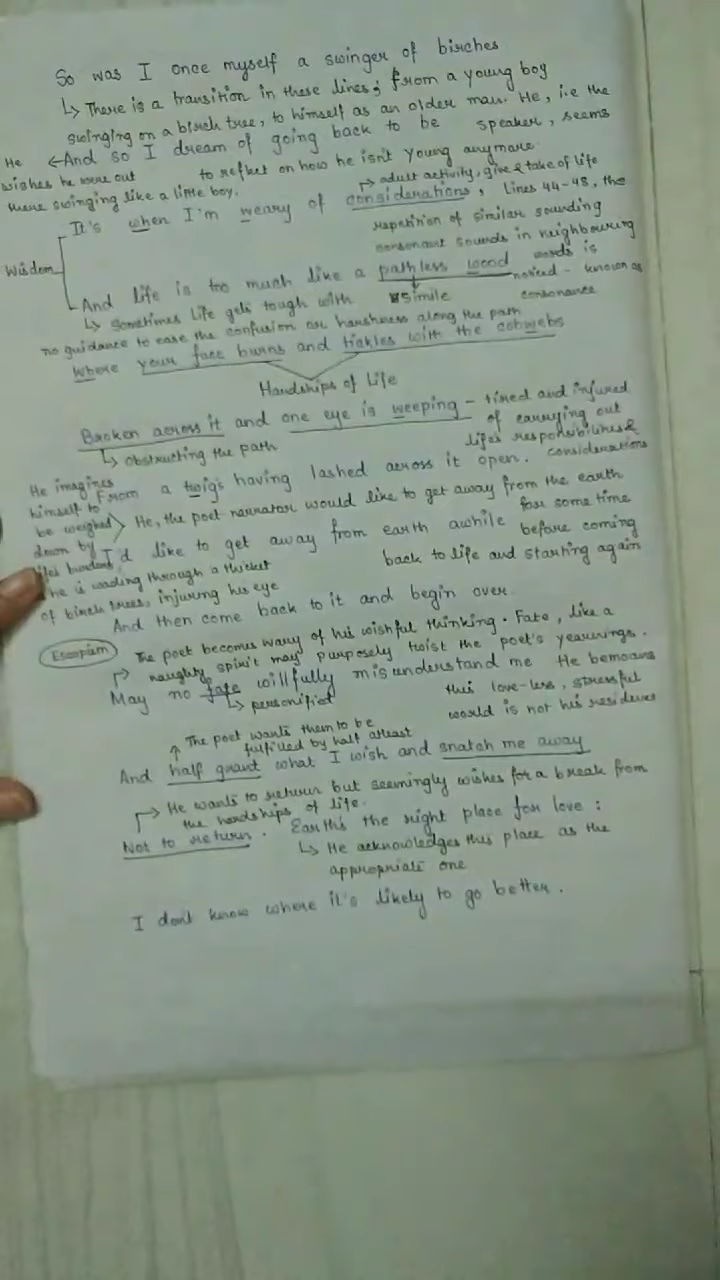 So was I once myself a swinger of birches
↳ There is a transition in these lines; from a young boy
swinging on a birch tree, to himself as an older man. He, i.e the
He ← And so I dream of going back to be speaker, seems
wishes he were out to reflect on how he isn't young anymore.
there swinging like a little boy. → adult activity, give & take of life
It's when I'm weary of considerations, Lines 44-48, the
repetition of similar sounding
consonant sounds in neighbouring
Wisdom
And life is too much like a pathless wood words is
noticed - known as
↳ Sometimes life gets tough with simile consonance
no guidance to ease the confusion or harshness along the path
Where your face burns and tickles with the cobwebs
Hardships of Life
Broken across it and one eye is weeping - tired and injured
↳ obstructing the path of carrying out
life's responsibilities &
considerations
He imagines
himself to
be weighed
down by
life's burdens,
From a twig's having lashed across it open.
He, the poet narrator would like to get away from the earth
for some time
I'd like to get away from earth awhile before coming
he is wading through a thicket back to life and starting again
of birch trees, injuring his eye
And then come back to it and begin over.
Escapism The poet becomes wary of his wishful thinking. Fate, like a
naughty spirit may purposely twist the poet's yearnings.
May no fate willfully misunderstand me He bemoans
↳ personified this love-less, stressful
world is not his
↑ The poet wants them to be
fulfilled by half atleast
And half grant what I wish and snatch me away
→ He wants to return but seemingly wishes for a break from
the hardships of life.
Not to return. Earth's the right place for love:
↳ He acknowledges this place as the
appropriate one
I don't know where it's likely to go better.